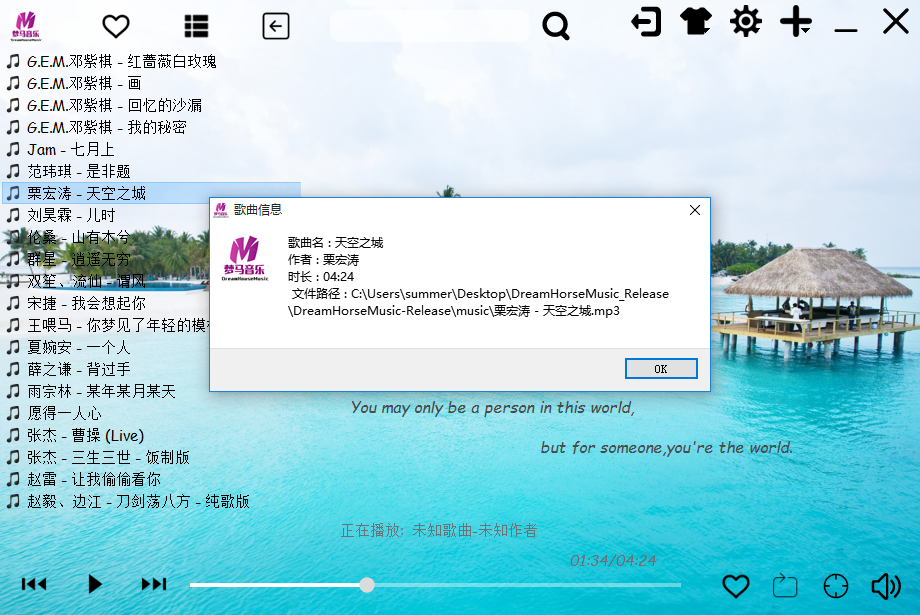 梦马音乐
DreamHorseMusic
G.E.M.邓紫棋 - 红蔷薇白玫瑰
G.E.M.邓紫棋 - 画
G.E.M.邓紫棋 - 回忆的沙漏
G.E.M.邓紫棋 - 我的秘密
Jam - 七月上
范玮琪 - 是非题
栗宏涛 - 天空之城
刘昊霖 - 儿时
伦桑 - 山有木兮
群星 - 逍遥无穷
双笙、流仙 - 谓风
宋捷 - 我会想起你
王喂马 - 你梦见了年轻的模
夏婉安 - 一个人
薛之谦 - 背过手
雨宗林 - 某年某月某天
愿得一人心
张杰 - 曹操 (Live)
张杰 - 三生三世 - 饭制版
赵雷 - 让我偷偷看你
赵毅、边江 - 刀剑荡八方 - 纯歌版
歌曲信息
梦马音乐
DreamHorseMusic
歌曲名：天空之城
作者：栗宏涛
时长：04:24
文件路径：C:\Users\summer\Desktop\DreamHorseMusic_Release
\DreamHorseMusic-Release\music\栗宏涛 - 天空之城.mp3
OK
You may only be a person in this world,
but for someone,you're the world.
正在播放: 未知歌曲-未知作者
01:34/04:24